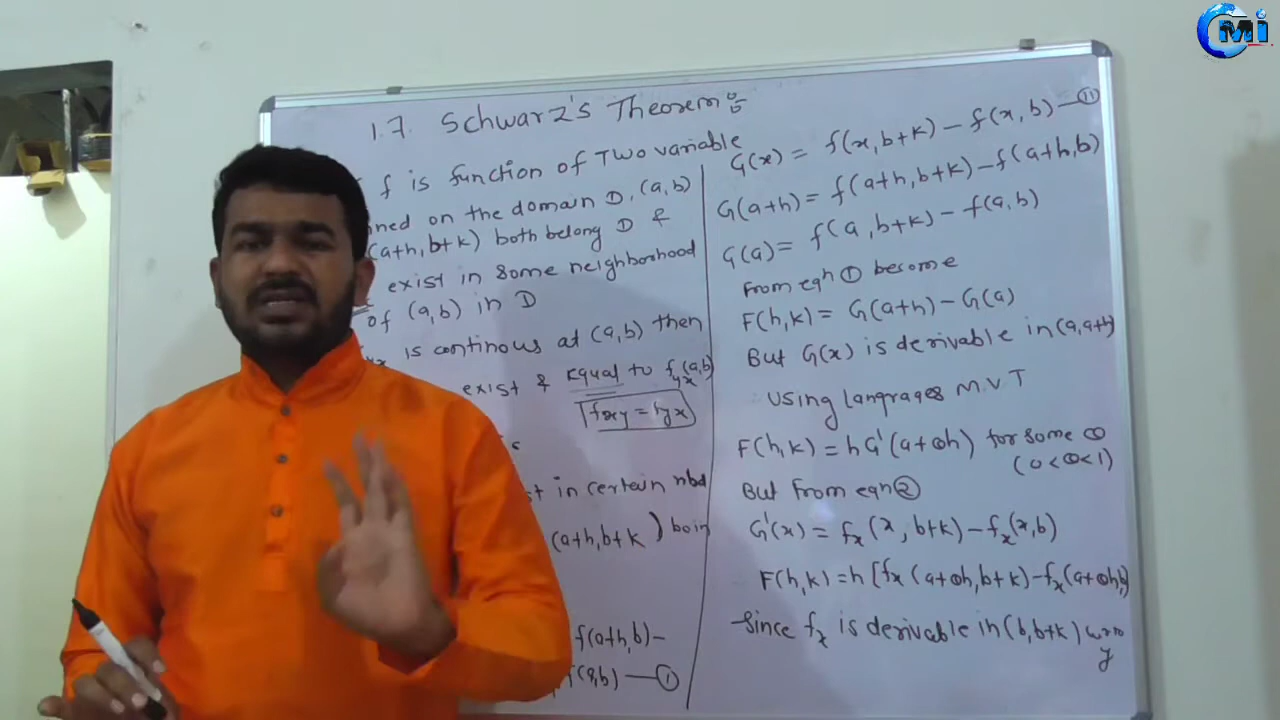 1.7. Schwarz's Theorem :-
f is function of Two variable
ned on the domain D, (a,b)
(a+h, b+k) both belong D &
exist in some neighborhood
of (a,b) in D
is continous at (a,b) then
exist & equal to fyx(a,b)
fxy = fyx
st in certain nbd
(a+h, b+k)
f(a+h,b)-
f(a,b) — ①
G(x) = f(x,b+k) - f(x,b) — ⑪
G(a+h) = f(a+h,b+k) - f(a+h,b)
G(a) = f(a,b+k) - f(a,b)
From eqn ① become
F(h,k) = G(a+h) - G(a)
But G(x) is derivable in (a,a+h)
Using Langrages M.V.T
F(h,k) = hG'(a+θh) for some θ
(0<θ<1)
But From eqn ②
G'(x) = fx(x,b+k) - fx(x,b)
F(h,k) = h[fx(a+θh,b+k) - fx(a+θh,b)
Since fx is derivable in (b,b+k)
y
Mi